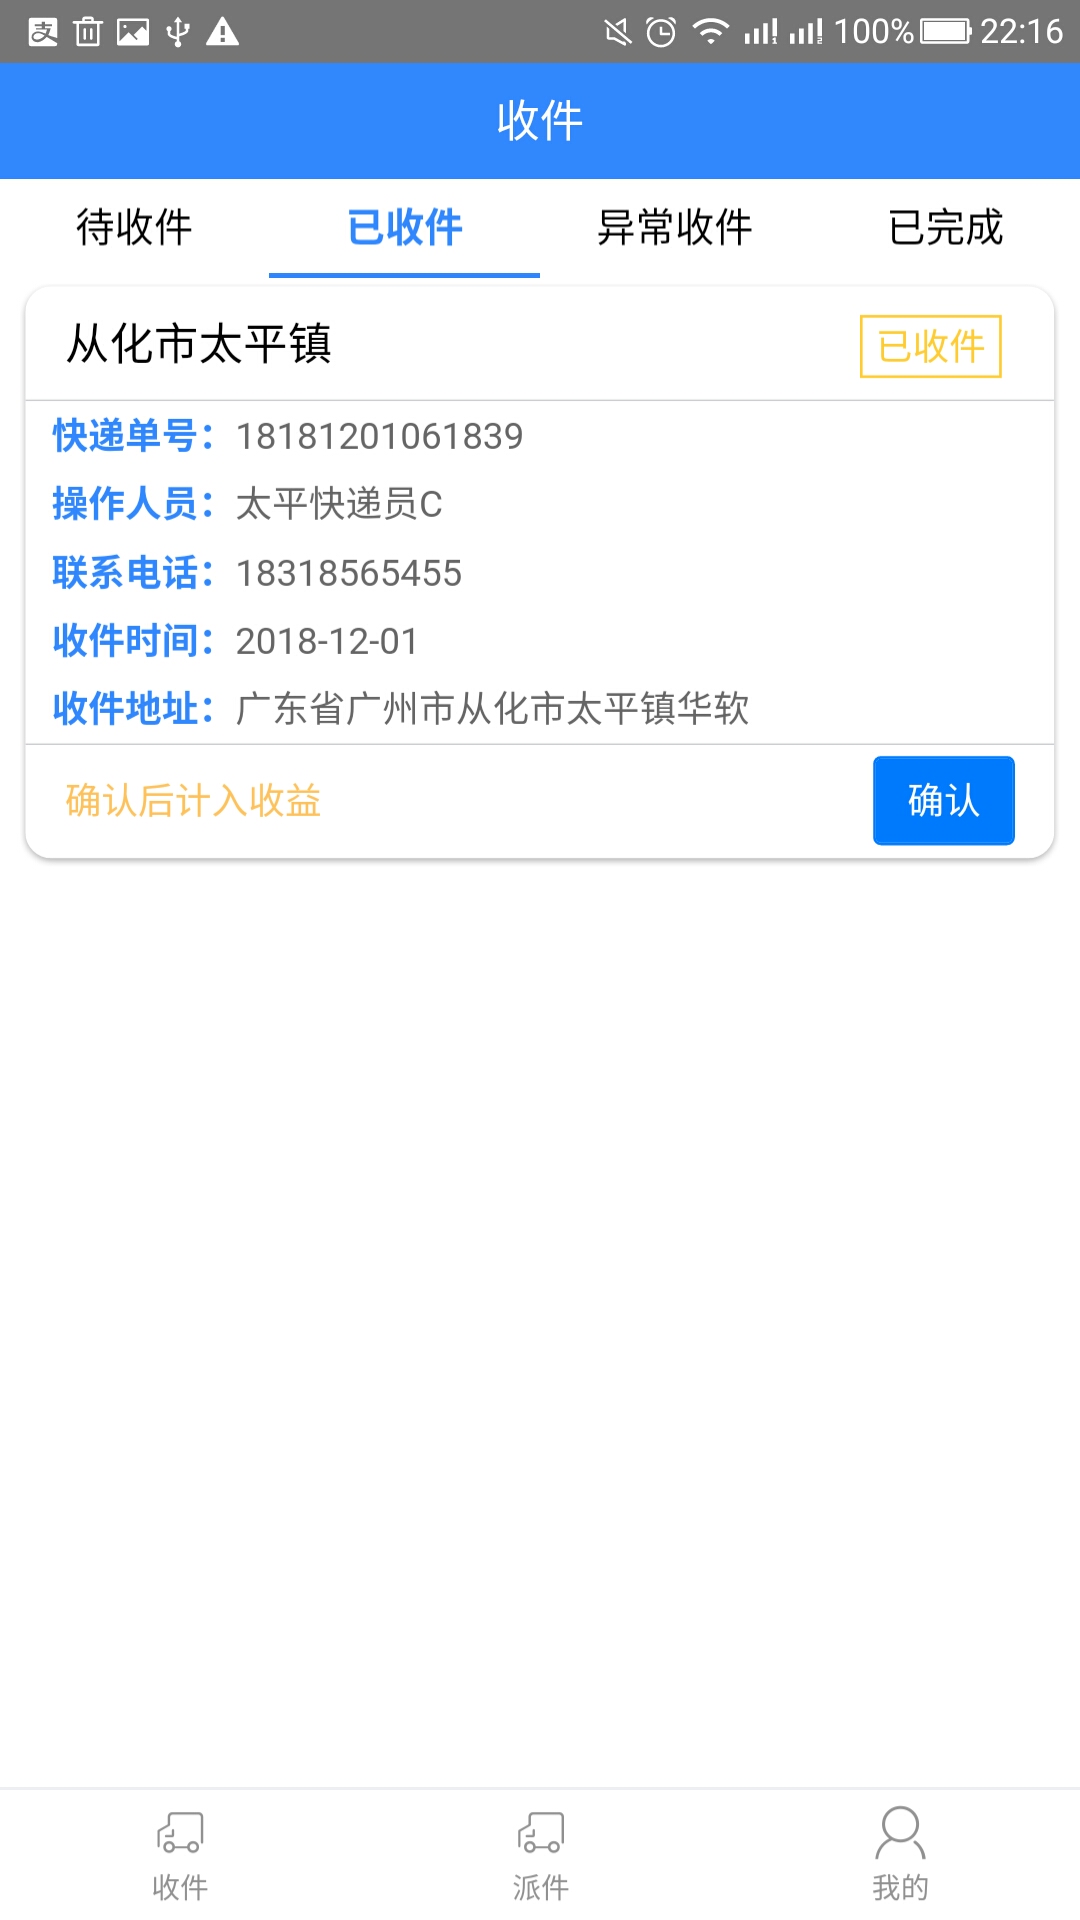 100% 22:16
收件
待收件 已收件 异常收件 已完成
从化市太平镇 已收件
快递单号：18181201061839
操作人员：太平快递员C
联系电话：18318565455
收件时间：2018-12-01
收件地址：广东省广州市从化市太平镇华软
确认后计入收益 确认
收件 派件 我的